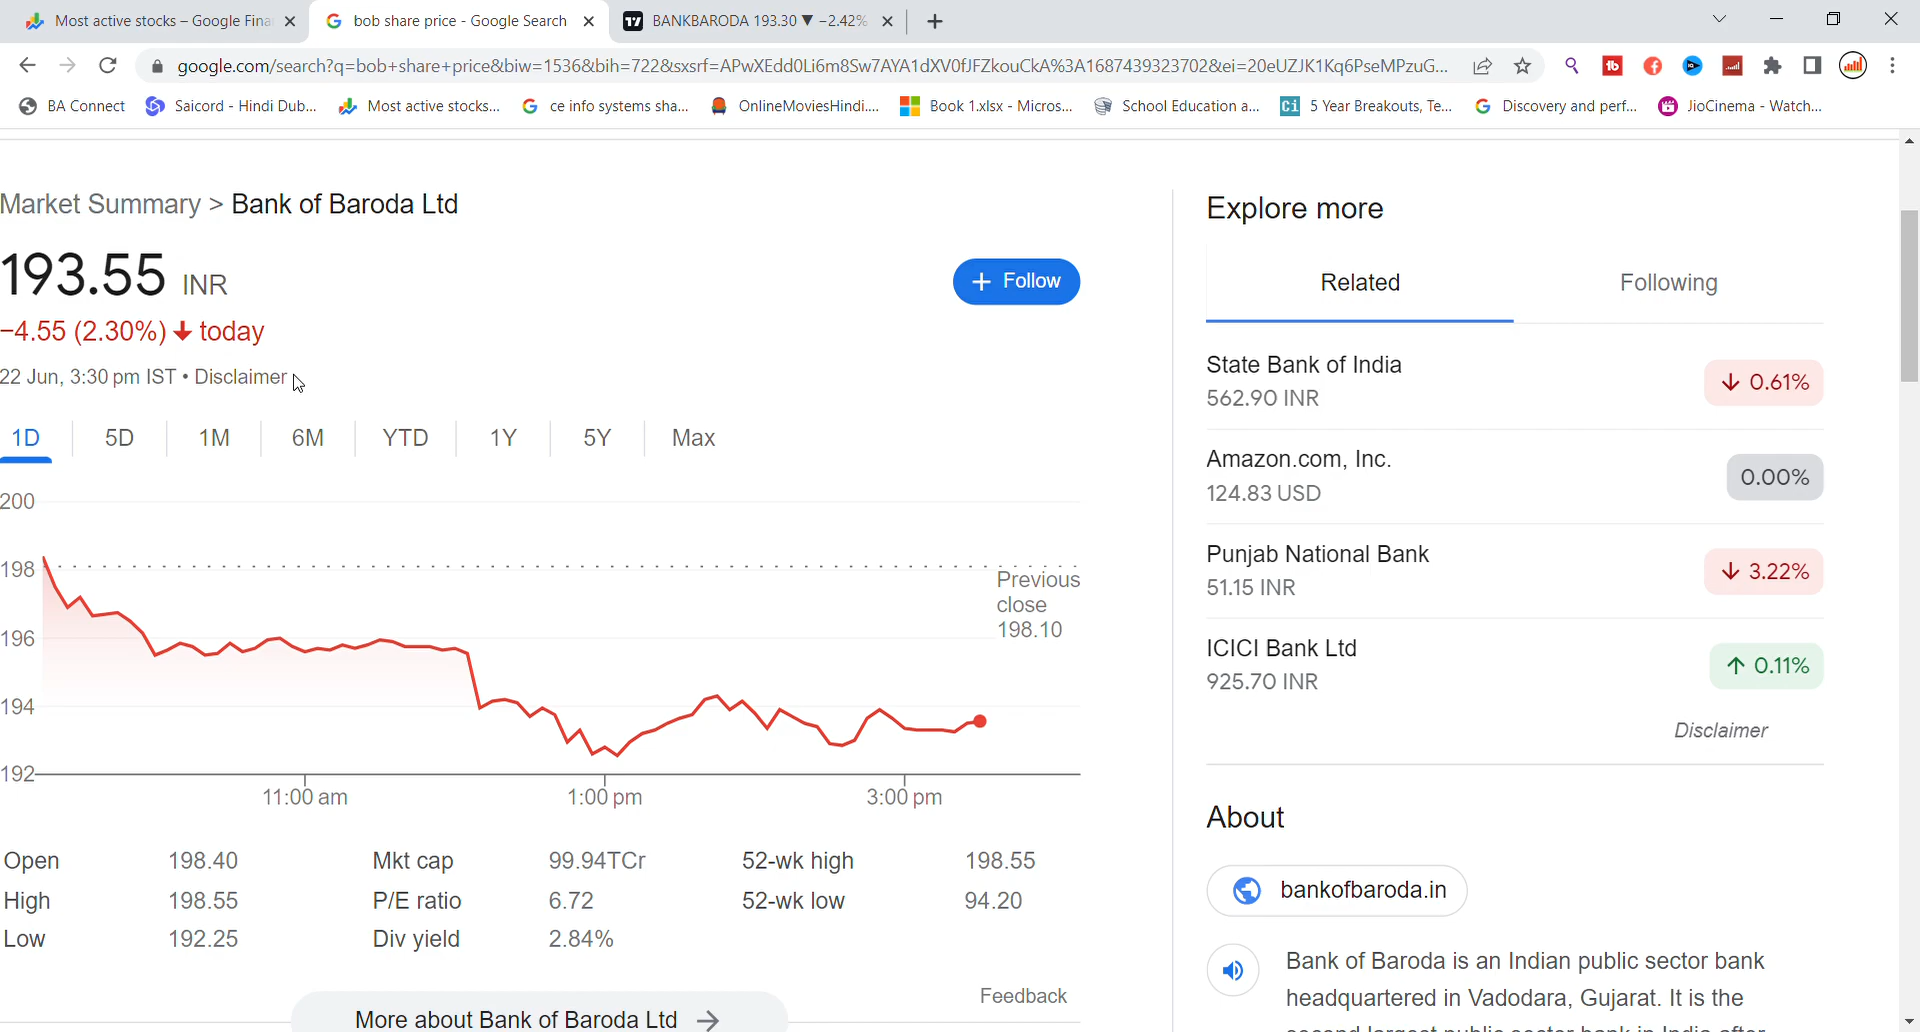 Most active stocks – Google Fina
bob share price - Google Search
BANKBARODA 193.30 ▼ −2.42%
google.com/search?q=bob+share+price&biw=1536&bih=722&sxsrf=APwXEdd0Li6m8Sw7AYA1dXV0fJFZkouCkA%3A1687439323702&ei=20eUZJK1Kq6PseMPzuG...
BA Connect
Saicord - Hindi Dub...
Most active stocks...
ce info systems sha...
OnlineMoviesHindi....
Book 1.xlsx - Micros...
School Education a...
5 Year Breakouts, Te...
Discovery and perf...
JioCinema - Watch...
Market Summary > Bank of Baroda Ltd
193.55 INR
−4.55 (2.30%) ↓ today
22 Jun, 3:30 pm IST • Disclaimer
+ Follow
1D 5D 1M 6M YTD 1Y 5Y Max
200
198
196
194
192
Previous
close
198.10
11:00 am 1:00 pm 3:00 pm
Open 198.40 Mkt cap 99.94TCr 52-wk high 198.55
High 198.55 P/E ratio 6.72 52-wk low 94.20
Low 192.25 Div yield 2.84%
Feedback
More about Bank of Baroda Ltd →
Explore more
Related Following
State Bank of India
562.90 INR
↓ 0.61%
Amazon.com, Inc.
124.83 USD
0.00%
Punjab National Bank
51.15 INR
↓ 3.22%
ICICI Bank Ltd
925.70 INR
↑ 0.11%
Disclaimer
About
bankofbaroda.in
Bank of Baroda is an Indian public sector bank
headquartered in Vadodara, Gujarat. It is the
second largest public sector bank in India after